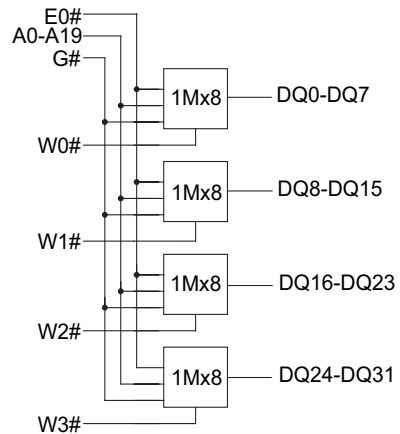 E0#
A0-A19
G#
1Mx8
DQ0-DQ7
W0#
1Mx8
DQ8-DQ15
W1#
1Mx8
DQ16-DQ23
W2#
1Mx8
DQ24-DQ31
W3#